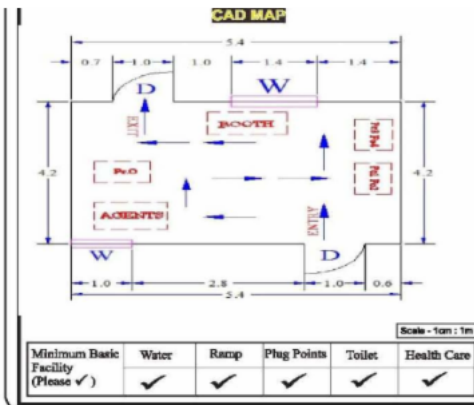 CAD MAP
5.4
0.7 1.0 1.0 1.4 1.4
D W
EXIT BOOTH
4.2 4.2
Pr.O
AGENTS ENTRY
W D
1.0 2.8 1.0 0.6
5.4
Scale - 1cm : 1m
Minimum Basic Facility (Please ✓) Water Ramp Plug Points Toilet Health Care
✓ ✓ ✓ ✓ ✓